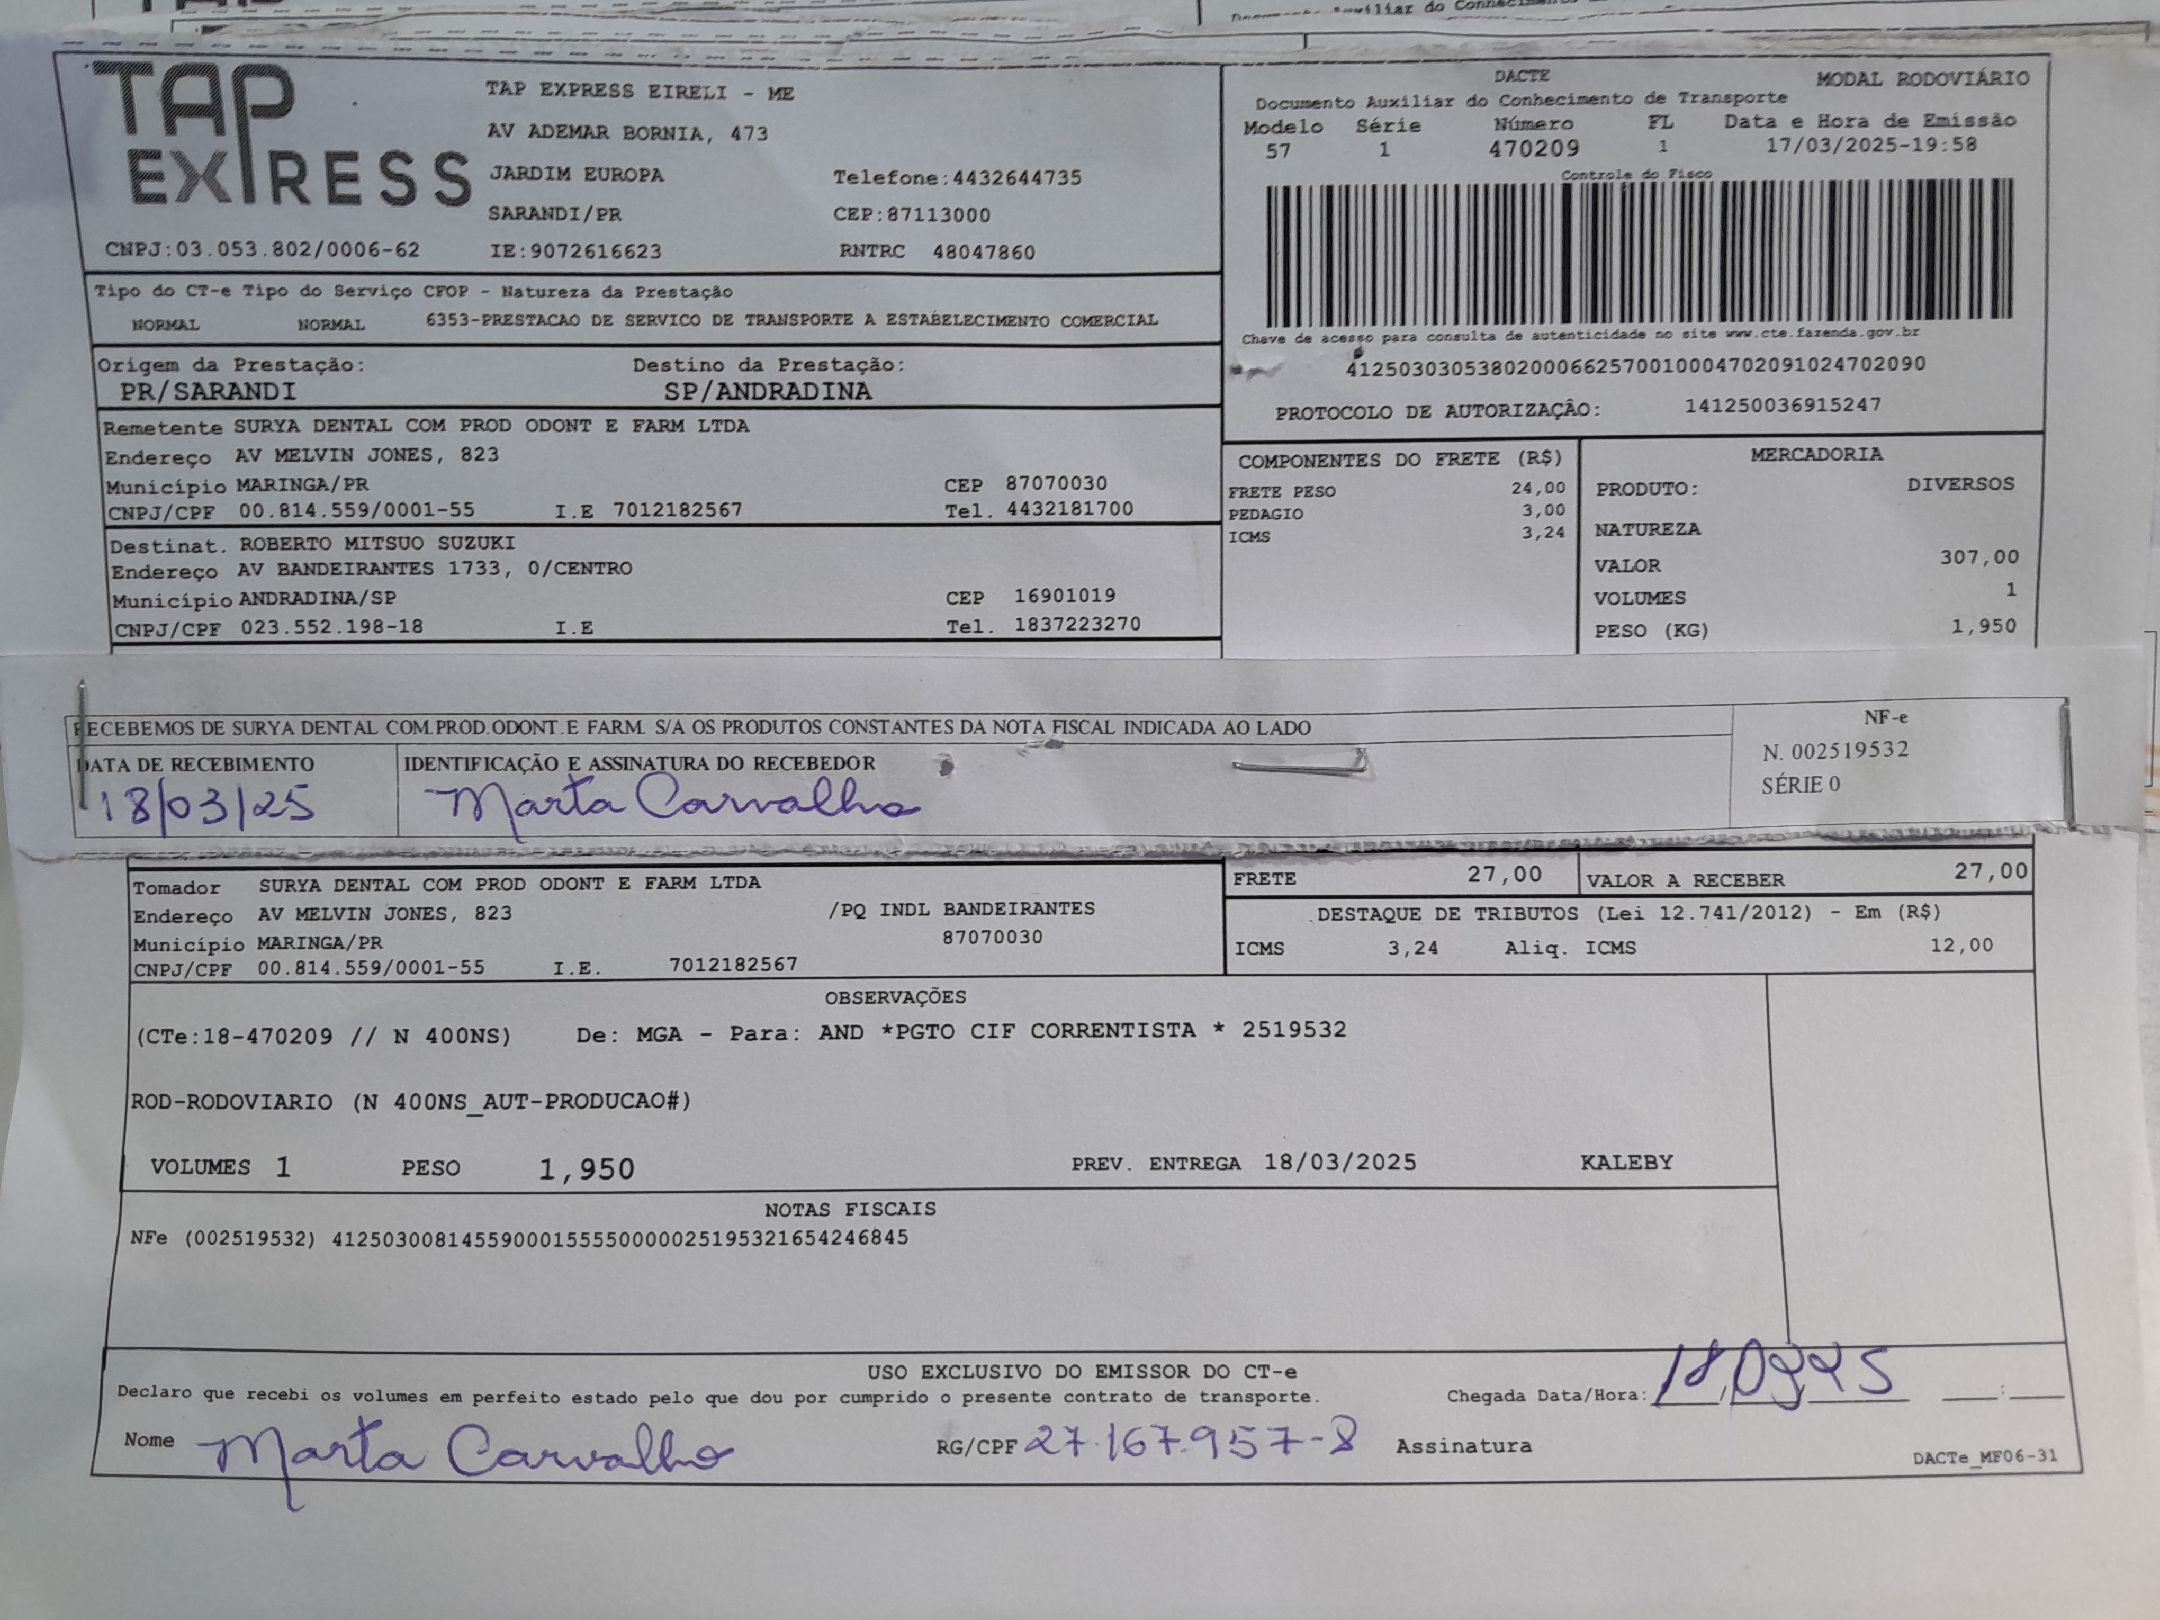 TAP EXPRESS
TAP EXPRESS EIRELI - ME
AV ADEMAR BORNIA, 473
JARDIM EUROPA Telefone:4432644735
SARANDI/PR CEP:87113000
CNPJ:03.053.802/0006-62 IE:9072616623 RNTRC 48047860
DACTE MODAL RODOVIÁRIO
Documento Auxiliar do Conhecimento de Transporte
Modelo Série Número FL Data e Hora de Emissão
57 1 470209 1 17/03/2025-19:58
Controle do Fisco
Chave de acesso para consulta de autenticidade no site www.cte.fazenda.gov.br
41250303053802000662570010004702091024702090
PROTOCOLO DE AUTORIZAÇÂO: 141250036915247
Tipo do CT-e Tipo do Serviço CFOP - Natureza da Prestação
NORMAL NORMAL 6353-PRESTACAO DE SERVICO DE TRANSPORTE A ESTABELECIMENTO COMERCIAL
Origem da Prestação: Destino da Prestação:
PR/SARANDI SP/ANDRADINA
Remetente SURYA DENTAL COM PROD ODONT E FARM LTDA
Endereço AV MELVIN JONES, 823
Município MARINGA/PR CEP 87070030
CNPJ/CPF 00.814.559/0001-55 I.E 7012182567 Tel. 4432181700
Destinat. ROBERTO MITSUO SUZUKI
Endereço AV BANDEIRANTES 1733, 0/CENTRO
Município ANDRADINA/SP CEP 16901019
CNPJ/CPF 023.552.198-18 I.E Tel. 1837223270
COMPONENTES DO FRETE (R$)
FRETE PESO 24,00
PEDAGIO 3,00
ICMS 3,24
MERCADORIA
PRODUTO: DIVERSOS
NATUREZA
VALOR 307,00
VOLUMES 1
PESO (KG) 1,950
RECEBEMOS DE SURYA DENTAL COM.PROD.ODONT.E FARM. S/A OS PRODUTOS CONSTANTES DA NOTA FISCAL INDICADA AO LADO
DATA DE RECEBIMENTO IDENTIFICAÇÃO E ASSINATURA DO RECEBEDOR
18/03/25 Marta Carvalho
NF-e
N. 002519532
SÉRIE 0
Tomador SURYA DENTAL COM PROD ODONT E FARM LTDA
Endereço AV MELVIN JONES, 823 /PQ INDL BANDEIRANTES
Município MARINGA/PR 87070030
CNPJ/CPF 00.814.559/0001-55 I.E. 7012182567
FRETE 27,00 VALOR A RECEBER 27,00
DESTAQUE DE TRIBUTOS (Lei 12.741/2012) - Em (R$)
ICMS 3,24 Aliq. ICMS 12,00
OBSERVAÇÕES
(CTe:18-470209 // N 400NS) De: MGA - Para: AND *PGTO CIF CORRENTISTA * 2519532
ROD-RODOVIARIO (N 400NS_AUT-PRODUCAO#)
VOLUMES 1 PESO 1,950 PREV. ENTREGA 18/03/2025 KALEBY
NOTAS FISCAIS
NFe (002519532) 41250300814559000155550000025195321654246845
USO EXCLUSIVO DO EMISSOR DO CT-e
Declaro que recebi os volumes em perfeito estado pelo que dou por cumprido o presente contrato de transporte. Chegada Data/Hora: 18/03/25 __:__
Nome Marta Carvalho RG/CPF 27.167.957-8 Assinatura
DACTe_MF06-31